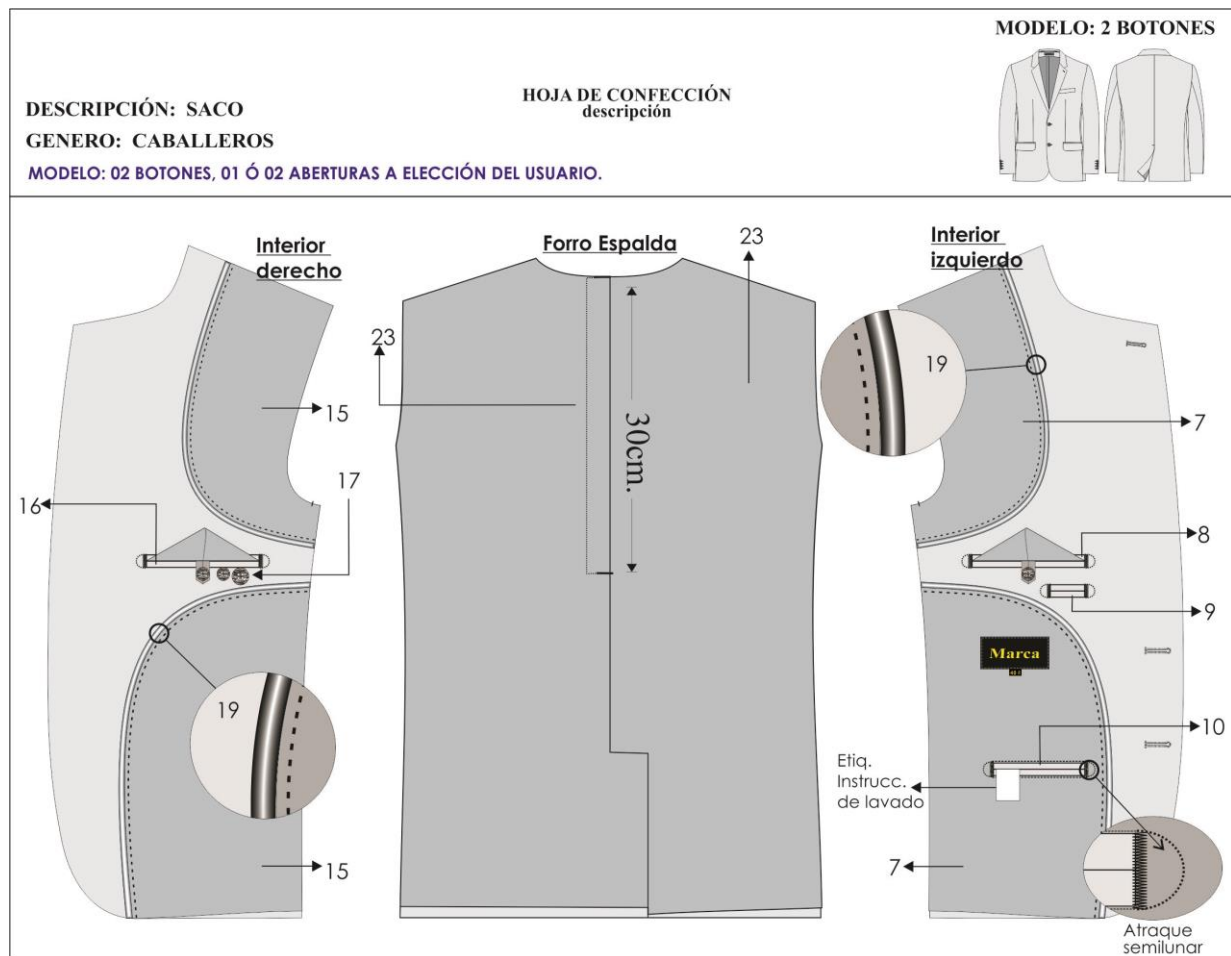 MODELO: 2 BOTONES
HOJA DE CONFECCIÓN
descripción
DESCRIPCIÓN: SACO
GENERO: CABALLEROS
MODELO: 02 BOTONES, 01 Ó 02 ABERTURAS A ELECCIÓN DEL USUARIO.
Interior
derecho
15
16
17
19
15
Forro Espalda
23
23
30cm.
Interior
izquierdo
19
7
8
9
Marca
10
Etiq.
Instrucc.
de lavado
7
Atraque
semilunar